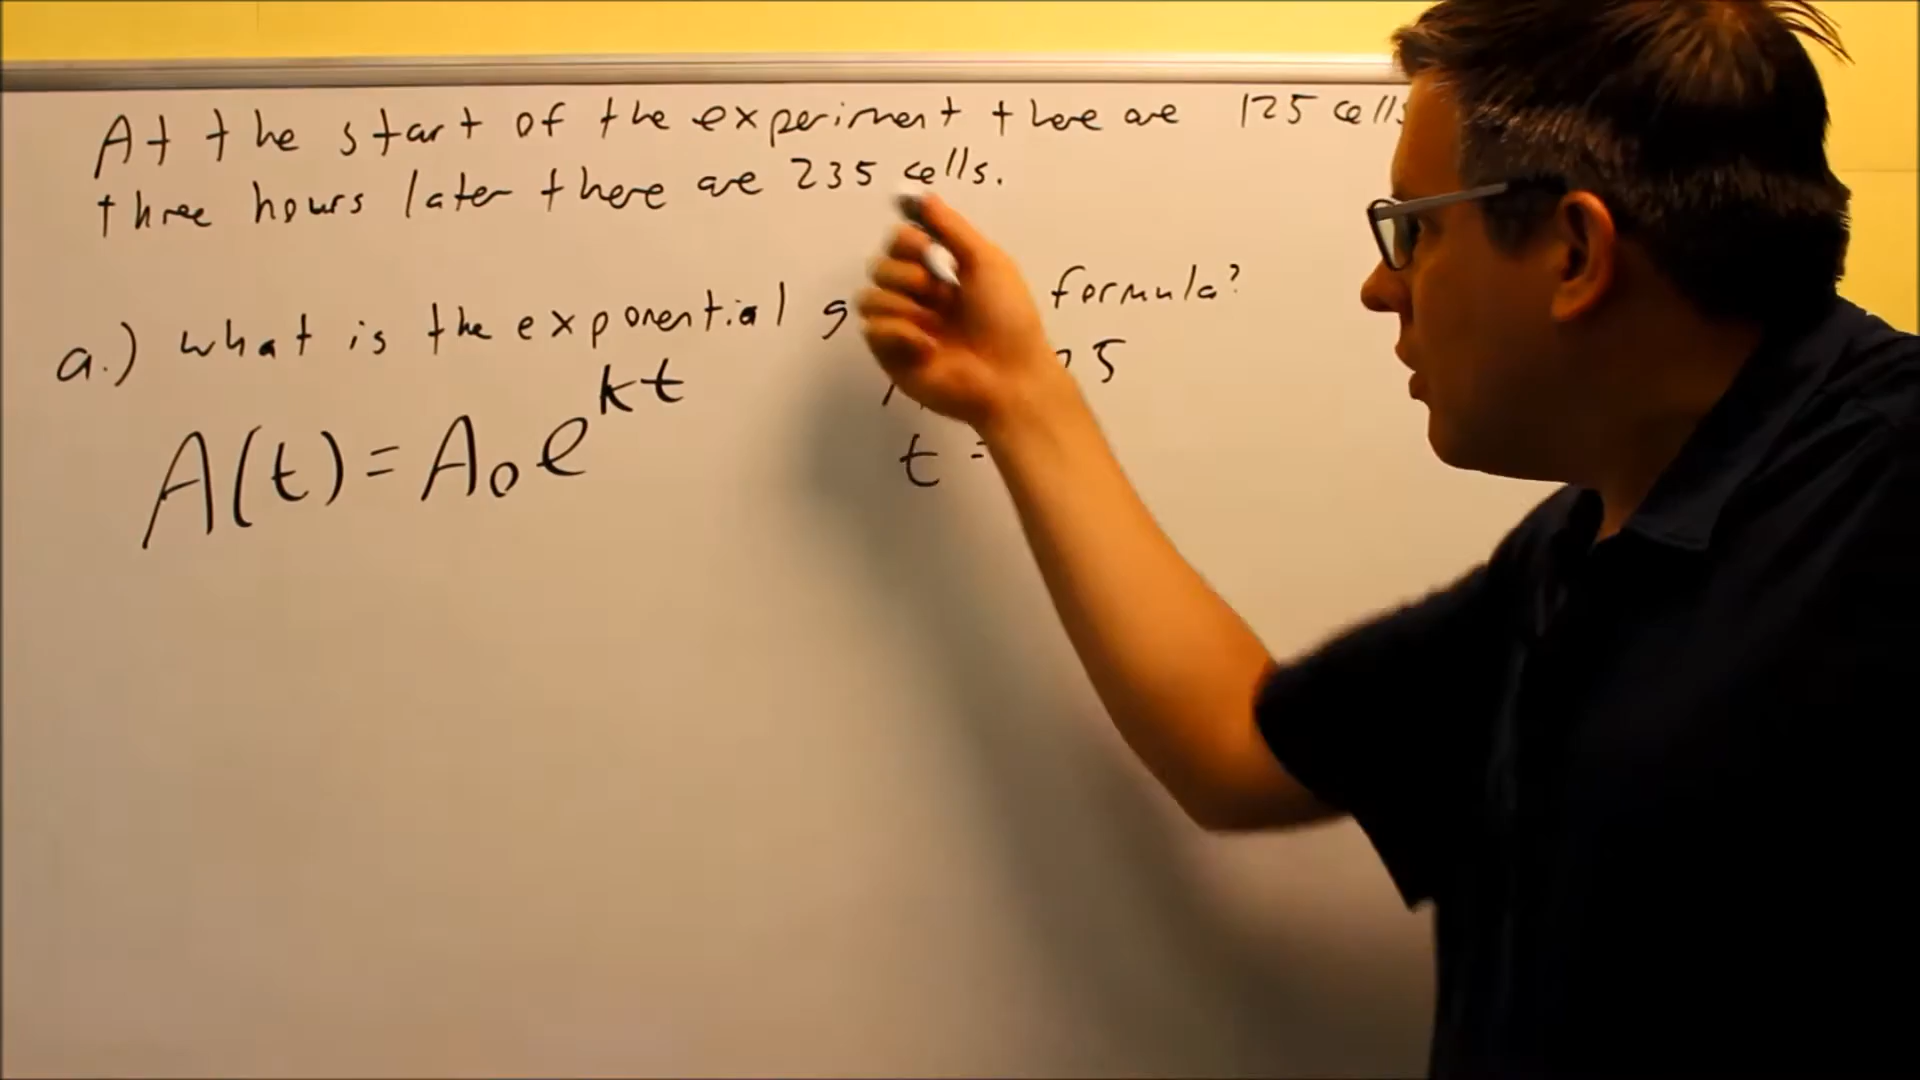 At the start of the experiment there are 125 cells
three hours later there are 235 cells.
a.) what is the exponential formula?
A(t) = A₀e^kt
t =